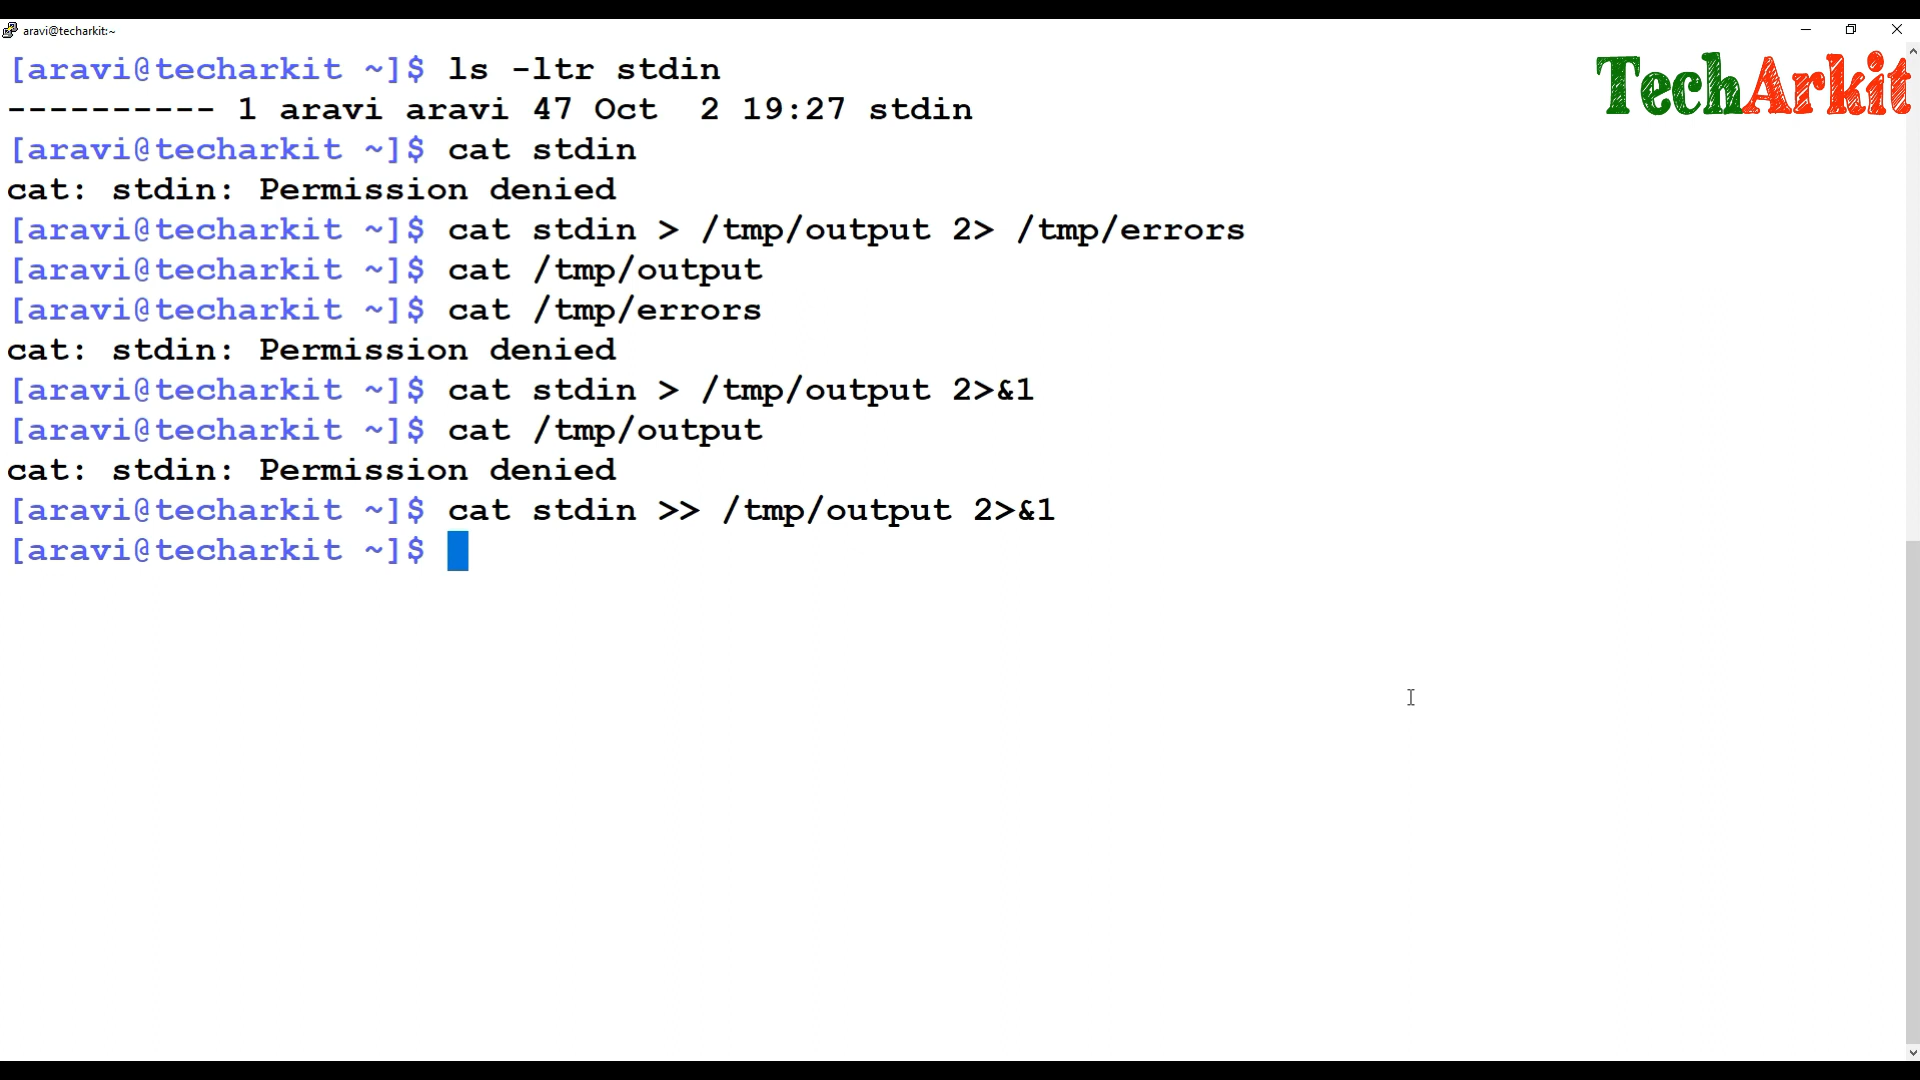 aravi@techarkit:~
[aravi@techarkit ~]$ ls -ltr stdin
---------- 1 aravi aravi 47 Oct  2 19:27 stdin
[aravi@techarkit ~]$ cat stdin
cat: stdin: Permission denied
[aravi@techarkit ~]$ cat stdin > /tmp/output 2> /tmp/errors
[aravi@techarkit ~]$ cat /tmp/output
[aravi@techarkit ~]$ cat /tmp/errors
cat: stdin: Permission denied
[aravi@techarkit ~]$ cat stdin > /tmp/output 2>&1
[aravi@techarkit ~]$ cat /tmp/output
cat: stdin: Permission denied
[aravi@techarkit ~]$ cat stdin >> /tmp/output 2>&1
[aravi@techarkit ~]$
TechArkit